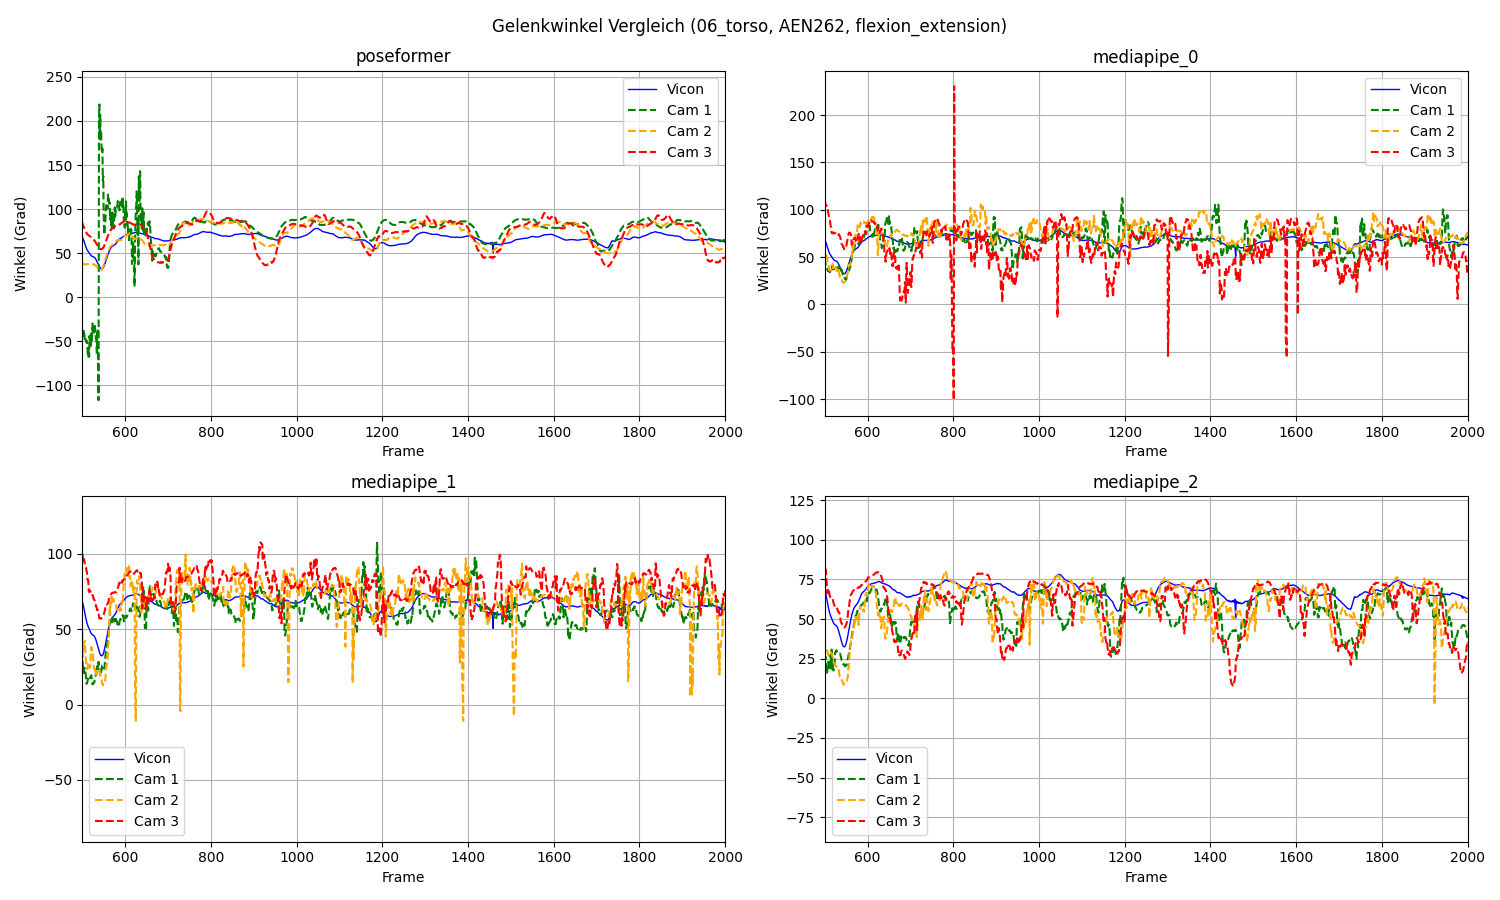 Gelenkwinkel Vergleich (06_torso, AEN262, flexion_extension)
poseformer
Winkel (Grad)
250
200
150
100
50
0
−50
−100
600 800 1000 1200 1400 1600 1800 2000
Frame
Vicon
Cam 1
Cam 2
Cam 3
mediapipe_0
Winkel (Grad)
200
150
100
50
0
−50
−100
600 800 1000 1200 1400 1600 1800 2000
Frame
Vicon
Cam 1
Cam 2
Cam 3
mediapipe_1
Winkel (Grad)
100
50
0
−50
Vicon
Cam 1
Cam 2
Cam 3
600 800 1000 1200 1400 1600 1800 2000
Frame
mediapipe_2
Winkel (Grad)
125
100
75
50
25
0
−25
−50
−75
Vicon
Cam 1
Cam 2
Cam 3
600 800 1000 1200 1400 1600 1800 2000
Frame